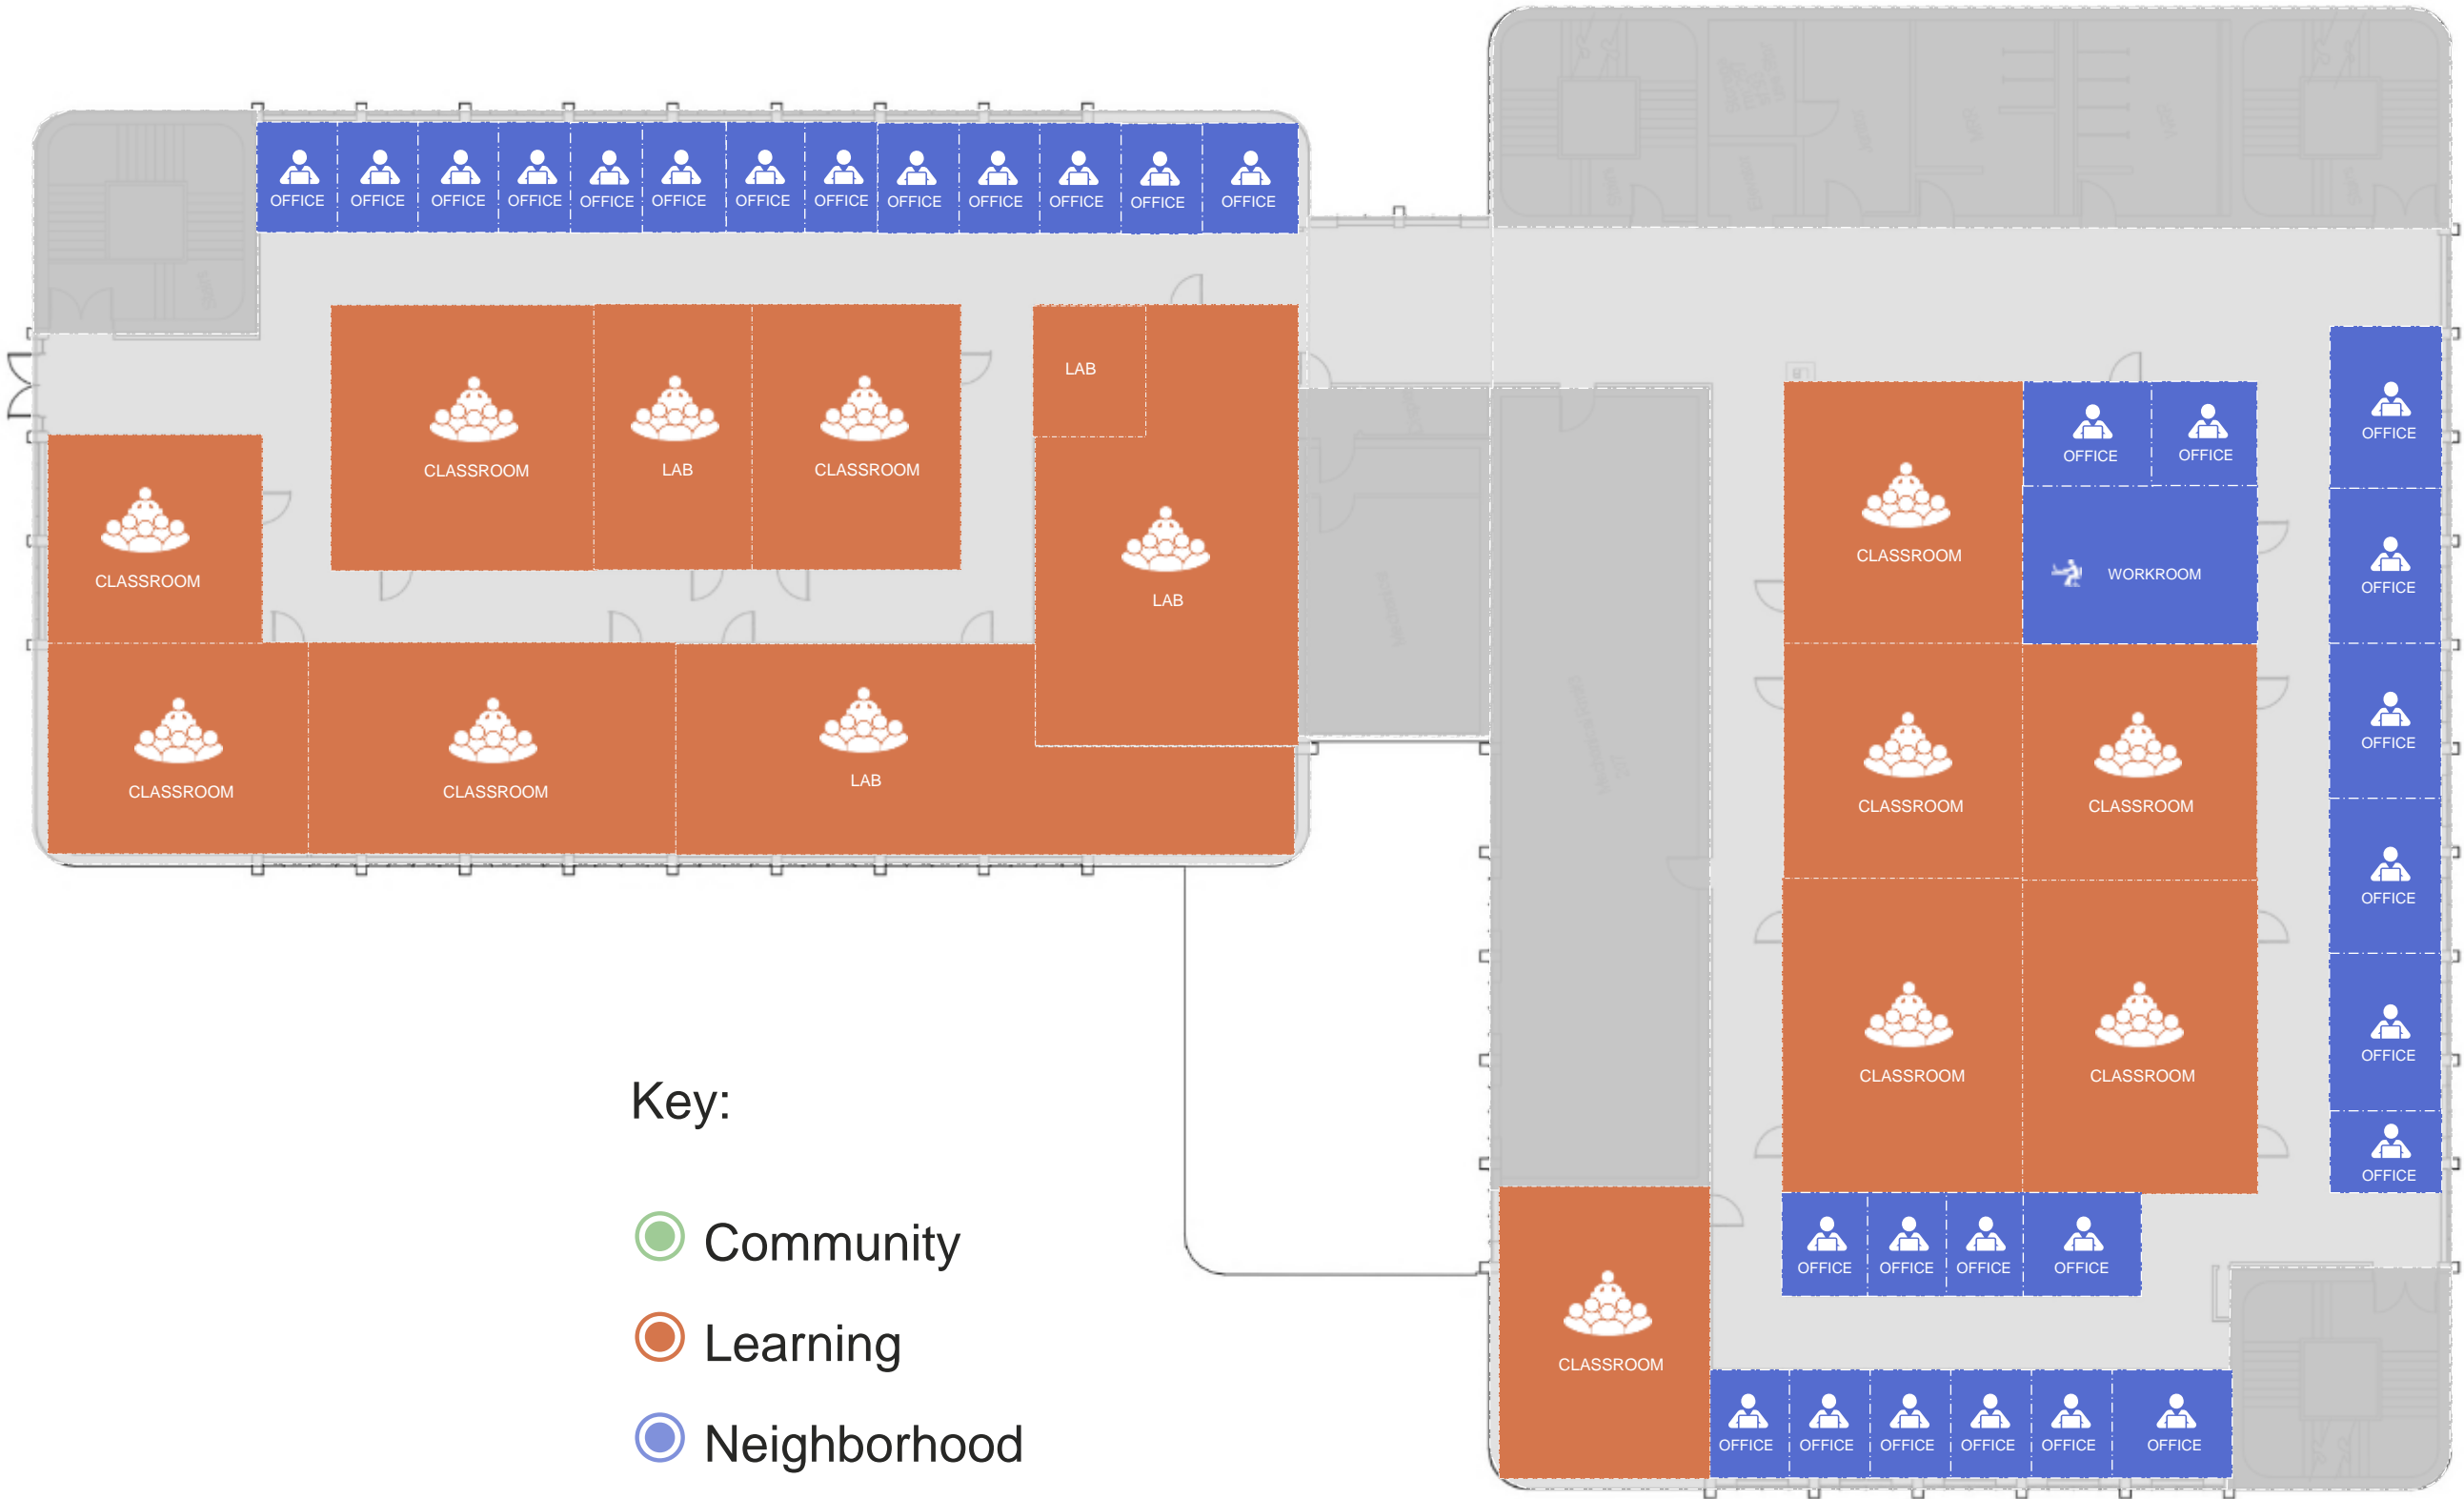 OFFICE OFFICE OFFICE OFFICE OFFICE OFFICE OFFICE OFFICE OFFICE OFFICE OFFICE OFFICE OFFICE
LAB
CLASSROOM LAB CLASSROOM
CLASSROOM
LAB
CLASSROOM CLASSROOM LAB
OFFICE OFFICE
OFFICE
CLASSROOM
WORKROOM
OFFICE
OFFICE
CLASSROOM CLASSROOM
OFFICE
CLASSROOM CLASSROOM
OFFICE
OFFICE
OFFICE OFFICE OFFICE OFFICE
CLASSROOM
OFFICE OFFICE OFFICE OFFICE OFFICE OFFICE
Key:
Community
Learning
Neighborhood